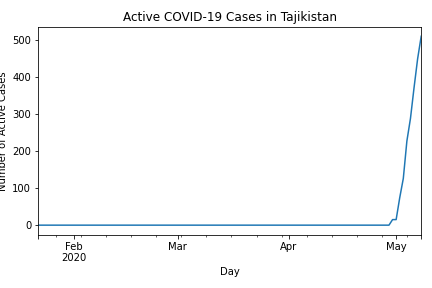 Active COVID-19 Cases in Tajikistan
500
400
300
200
100
0
Number of Active Cases
Feb
2020
Mar
Apr
May
Day